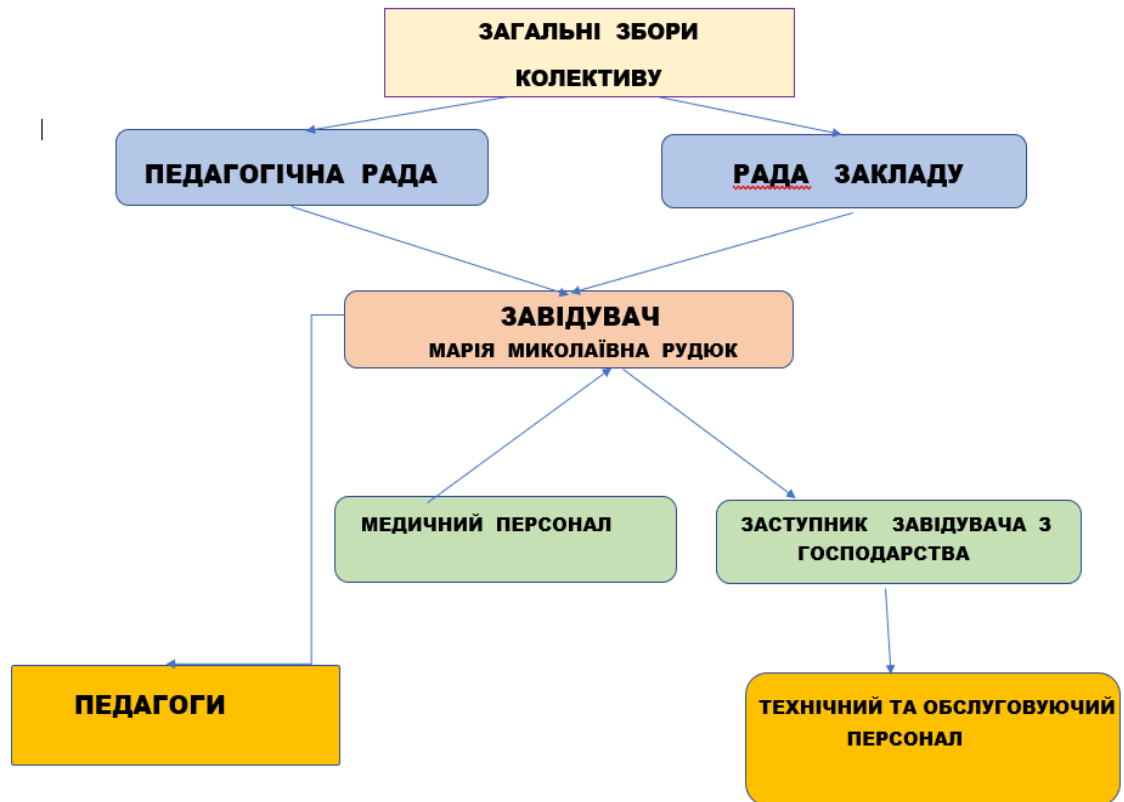 ЗАГАЛЬНІ ЗБОРИ
КОЛЕКТИВУ
ПЕДАГОГІЧНА РАДА
РАДА ЗАКЛАДУ
ЗАВІДУВАЧ
МАРІЯ МИКОЛАЇВНА РУДЮК
МЕДИЧНИЙ ПЕРСОНАЛ
ЗАСТУПНИК ЗАВІДУВАЧА З
ГОСПОДАРСТВА
ПЕДАГОГИ
ТЕХНІЧНИЙ ТА ОБСЛУГОВУЮЧИЙ
ПЕРСОНАЛ